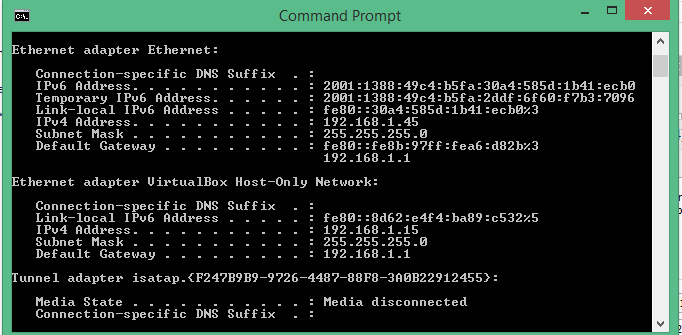 Command Prompt
Ethernet adapter Ethernet:
Connection-specific DNS Suffix  . :
IPv6 Address. . . . . . . . . . . : 2001:1388:49c4:b5fa:30a4:585d:1b41:ecb0
Temporary IPv6 Address. . . . . . : 2001:1388:49c4:b5fa:2ddf:6f60:f7b3:7096
Link-local IPv6 Address . . . . . : fe80::30a4:585d:1b41:ecb0%3
IPv4 Address. . . . . . . . . . . : 192.168.1.45
Subnet Mask . . . . . . . . . . . : 255.255.255.0
Default Gateway . . . . . . . . . : fe80::fe8b:97ff:fea6:d82b%3
192.168.1.1
Ethernet adapter VirtualBox Host-Only Network:
Connection-specific DNS Suffix  . :
Link-local IPv6 Address . . . . . : fe80::8d62:e4f4:ba89:c532%5
IPv4 Address. . . . . . . . . . . : 192.168.1.15
Subnet Mask . . . . . . . . . . . : 255.255.255.0
Default Gateway . . . . . . . . . : 192.168.1.1
Tunnel adapter isatap.{F247B9B9-9726-4487-88F8-3A0B22912455}:
Media State . . . . . . . . . . . : Media disconnected
Connection-specific DNS Suffix  . :